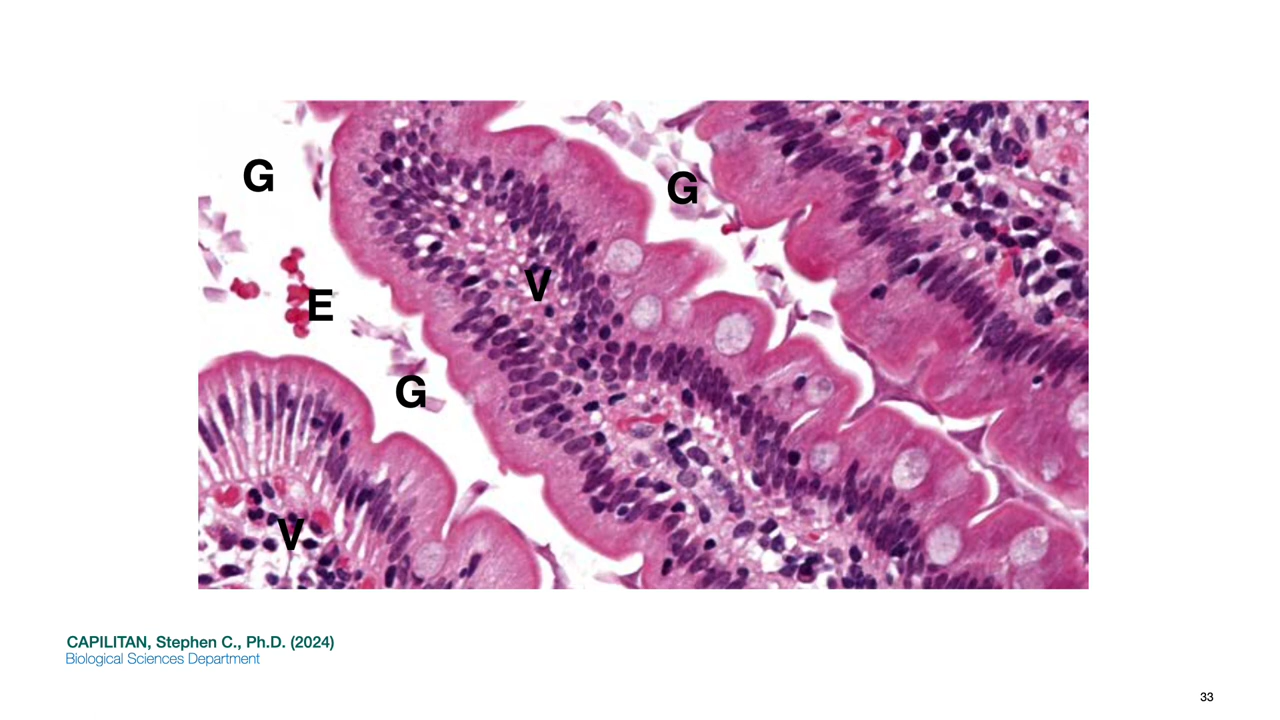 G
G
V
E
G
V
CAPILITAN, Stephen C., Ph.D. (2024)
Biological Sciences Department
33